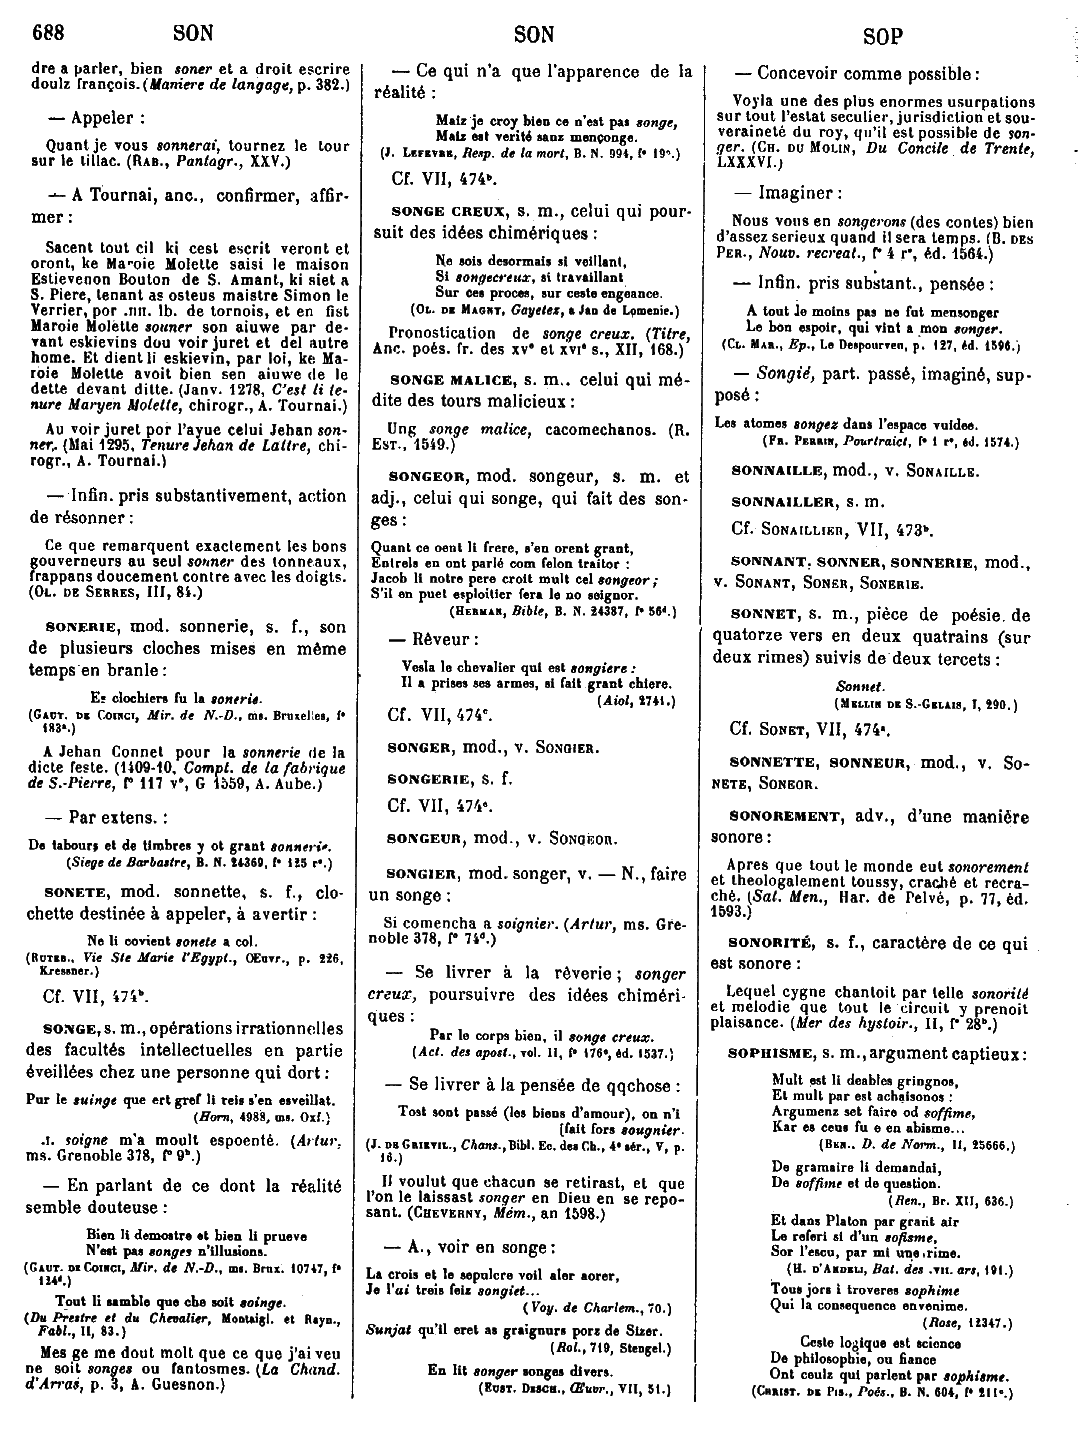 688 SON SON SOP
dre a parler, bien soner et a droit escrire
doulz françois. (Maniere de langage, p. 382.)
— Appeler :
Quant je vous sonnerai, tournez le tour
sur le tillac. (RAB., Pantagr., XXV.)
— A Tournai, anc., confirmer, affir-
mer :
Sacent tout cil ki cest escrit veront et
oront, ke Maroie Molette saisi le maison
Estievenon Bouton de S. Amant, ki siet a
S. Piere, tenant as osteus maistre Simon le
Verrier, por .IIII. lb. de tornois, et en fist
Maroie Molette souner son aiuwe par de-
vant eskievins dou voir juret et del autre
home. Et dient li eskievin, par loi, ke Ma-
roie Molette avoit bien sen aiuwe de le
dette devant ditte. (Janv. 1278, C'est li te-
nure Maryen Molette, chirogr., A. Tournai.)
Au voir juret por l'ayue celui Jehan son-
ner. (Mai 1295, Tenure Jehan de Lattre, chi-
rogr., A. Tournai.)
— Infin. pris substantivement, action
de résonner :
Ce que remarquent exactement les bons
gouverneurs au seul sonner des tonneaux,
frappans doucement contre avec les doigts.
(OL. DE SERRES, III, 84.)
SONERIE, mod. sonnerie, s. f., son
de plusieurs cloches mises en même
temps en branle :
Es clochiers fu la sonerie.
(GAUT. DE COINCI, Mir. de N.-D., ms. Bruxelles, f°
183ª.)
A Jehan Connet pour la sonnerie de la
dicte feste. (1409-10, Compt. de la fabrique
de S.-Pierre, f° 117 v°, G 1559, A. Aube.)
— Par extens. :
De tabours et de timbres y ot grant sonnerie.
(Siege de Barbastre, B. N. 24369, f° 125 r°.)
SONETE, mod. sonnette, s. f., clo-
chette destinée à appeler, à avertir :
Ne li covient sonete a col.
(RUTEB., Vie Ste Marie l'Egypt., Œuvr., p. 226,
Kressner.)
Cf. VII, 474ᵇ.
SONGE, s. m., opérations irrationnelles
des facultés intellectuelles en partie
éveillées chez une personne qui dort :
Pur le suinge que ert gref li reis s'en esveillat.
(Horn, 4988, ms. Oxf.)
.I. soigne m'a moult espoenté. (Artur,
ms. Grenoble 378, f° 9ᵇ.)
— En parlant de ce dont la réalité
semble douteuse :
Bien li demostre et bien li prueve
N'est pas songes n'illusions.
(GAUT. DE COINCI, Mir. de N.-D., ms. Brux. 10747, f°
124ᵈ.)
Tout li samble que che soit soinge.
(Du Prestre et du Chevalier, Montaigl. et Rayn.,
Fabl., II, 83.)
Mes ge me dout molt que ce que j'ai veu
ne soit songes ou fantosmes. (La Chand.
d'Arras, p. 3, A. Guesnon.)
— Ce qui n'a que l'apparence de la
réalité :
Maiz je croy bien ce n'est pas songe,
Maiz est verité sanz mençonge.
(J. LEFEVRE, Resp. de la mort, B. N. 994, f° 19ᵃ.)
Cf. VII, 474ᵇ.
SONGE CREUX, s. m., celui qui pour-
suit des idées chimériques :
Ne sois desormais si veillant,
Si songecreux, si travaillant
Sur ces proces, sur ceste engeance.
(OL. DE MAGNY, Gayetez, a Jan de Lomenie.)
Pronostication de songe creux. (Titre,
Anc. poés. fr. des XVᵉ et XVIᵉ s., XII, 168.)
SONGE MALICE, s. m.. celui qui mé-
dite des tours malicieux :
Ung songe malice, cacomechanos. (R.
EST., 1549.)
SONGEOR, mod. songeur, s. m. et
adj., celui qui songe, qui fait des son-
ges :
Quant ce oent li frere, s'en orent grant,
Entrels en ont parlé com felon traitor :
Jacob li notre pere croit mult cel songeor ;
S'il en puet esploitier fera le no seignor.
(HERMAN, Bible, B. N. 24387, f° 56ᵈ.)
— Rêveur :
Vesla le chevalier qui est songiere :
Il a prises ses armes, si fait grant chiere.
(Aiol, 2741.)
Cf. VII, 474ᶜ.
SONGER, mod., v. SONGIER.
SONGERIE, s. f.
Cf. VII, 474ᶜ.
SONGEUR, mod., v. SONGEOR.
SONGIER, mod. songer, v. — N., faire
un songe :
Si comencha a soignier. (Artur, ms. Gre-
noble 378, f° 74ᵈ.)
— Se livrer à la rêverie ; songer
creux, poursuivre des idées chiméri-
ques :
Par le corps bien, il songe creux.
(Act. des apost., vol. II, f° 176ᵃ, éd. 1537.)
— Se livrer à la pensée de qqchose :
Tost sont passé (les biens d'amour), on n'i
[fait fors sougnier.
(J. DE GRIEVIL., Chans., Bibl. Ec. des Ch., 4ᵉ sér., V, p.
16.)
Il voulut que chacun se retirast, et que
l'on le laissast songer en Dieu en se repo-
sant. (CHEVERNY, Mém., an 1598.)
— A., voir en songe :
La crois et le sepulcre voil aler aorer,
Je l'ai treis feiz songiet...
(Voy. de Charlem., 70.)
Sunjat qu'il eret as graignurs porz de Sizer.
(Rol., 719, Stengel.)
En lit songer songes divers.
(EUST. DESCH., Œuvr., VII, 51.)
— Concevoir comme possible :
Voyla une des plus enormes usurpations
sur tout l'estat seculier, jurisdiction et sou-
veraineté du roy, qu'il est possible de son-
ger. (CH. DU MOLIN, Du Concile de Trente,
LXXXVI.)
— Imaginer :
Nous vous en songerons (des contes) bien
d'assez serieux quand il sera temps. (B. DES
PER., Nouv. recreat., f° 4 r°, éd. 1564.)
— Infin. pris substant., pensée :
A tout le moins pas ne fut mensonger
Le bon espoir, qui vint a mon songer.
(CL. MAR., Ep., Le Despourveu, p. 127, éd. 1596.)
— Songié, part. passé, imaginé, sup-
posé :
Les atomes songez dans l'espace vuidee.
(FR. PERRIN, Pourtraict, f° 1 r°, éd. 1574.)
SONNAILLE, mod., v. SONAILLE.
SONNAILLER, s. m.
Cf. SONAILLIER, VII, 473ᵇ.
SONNANT, SONNER, SONNERIE, mod.,
v. SONANT, SONER, SONERIE.
SONNET, s. m., pièce de poésie de
quatorze vers en deux quatrains (sur
deux rimes) suivis de deux tercets :
Sonnet.
(MELLIN DE S.-GELAIS, I, 290.)
Cf. SONET, VII, 474ᵃ.
SONNETTE, SONNEUR, mod., v. SO-
NETE, SONEOR.
SONOREMENT, adv., d'une manière
sonore :
Apres que tout le monde eut sonorement
et theologalement toussy, craché et recra-
ché. (Sat. Men., Har. de Pelvé, p. 77, éd.
1593.)
SONORITÉ, s. f., caractère de ce qui
est sonore :
Lequel cygne chantoit par telle sonorité
et melodie que tout le circuit y prenoit
plaisance. (Mer des hystoir., II, f° 28ᵇ.)
SOPHISME, s. m., argument captieux :
Mult est li deables gringnos,
Et mult par est achaisonos :
Argumenz set faire od soffime,
Kar es ceus fu e en abisme...
(BEN., D. de Norm., II, 25666.)
De gramaire li demandai,
De soffime et de question.
(Ren., Br. XII, 636.)
Et dans Platon par grant air
Le referi si d'un sofisme,
Sor l'escu, par mi une rime.
(H. D'ANDELI, Bat. des .VII. ars, 191.)
Tous jors i troveres sophime
Qui la consequence envenime.
(Rose, 12347.)
Ceste logique est science
De philosophie, ou fiance
Ont ceulz qui parlent par sophisme.
(CHRIST. DE PIS., Poés., B. N. 604, f° 211ᵃ.)